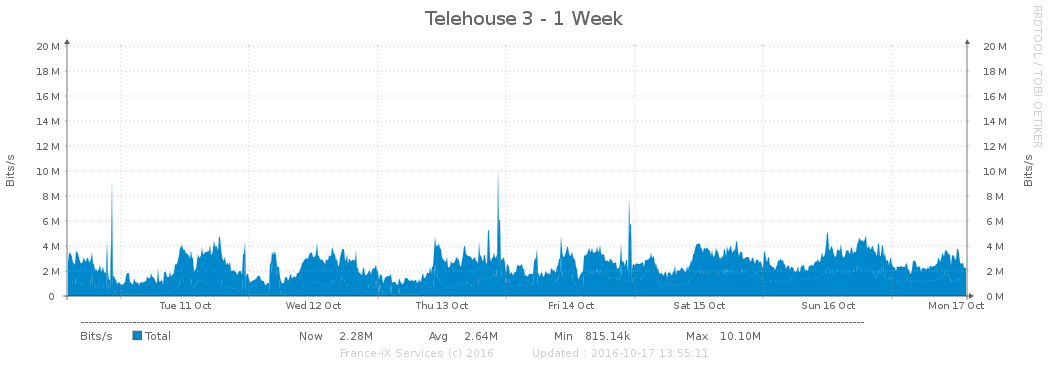 Telehouse 3 - 1 Week
RRDTOOL / TOBI OETIKER
Bits/s
Bits/s
20 M 20 M
18 M 18 M
16 M 16 M
14 M 14 M
12 M 12 M
10 M 10 M
8 M 8 M
6 M 6 M
4 M 4 M
2 M 2 M
0 0 M
Tue 11 Oct Wed 12 Oct Thu 13 Oct Fri 14 Oct Sat 15 Oct Sun 16 Oct Mon 17 Oct
Bits/s Total Now 2.28M Avg 2.64M Min 815.14k Max 10.10M
France-IX Services (c) 2016 Updated : 2016-10-17 13:55:11